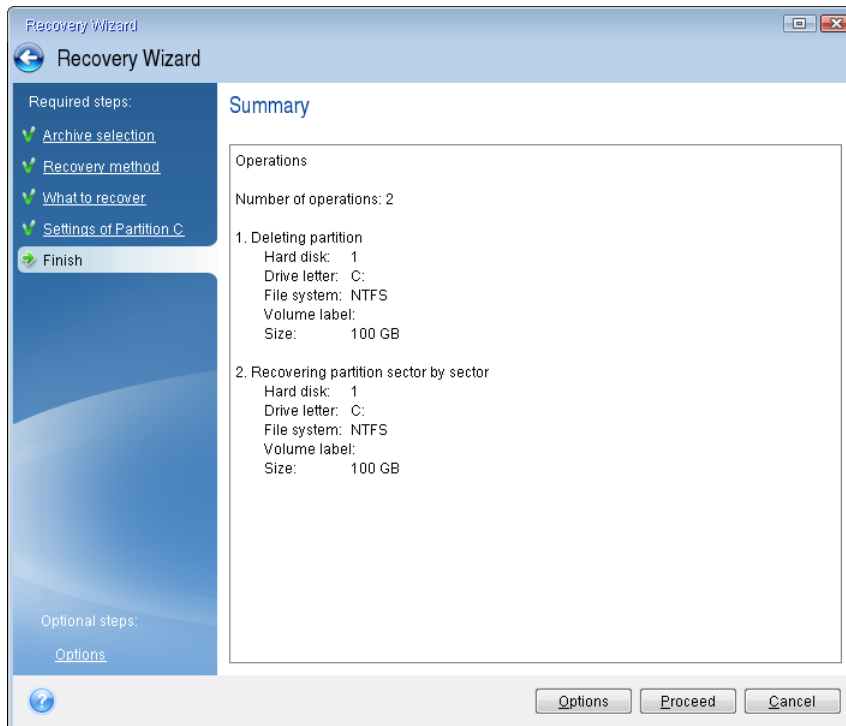 Recovery Wizard
Recovery Wizard
Required steps:
Archive selection
Recovery method
What to recover
Settings of Partition C
Finish
Optional steps:
Options
Summary
Operations
Number of operations: 2
1. Deleting partition
Hard disk: 1
Drive letter: C:
File system: NTFS
Volume label:
Size: 100 GB
2. Recovering partition sector by sector
Hard disk: 1
Drive letter: C:
File system: NTFS
Volume label:
Size: 100 GB
?
Options
Proceed
Cancel